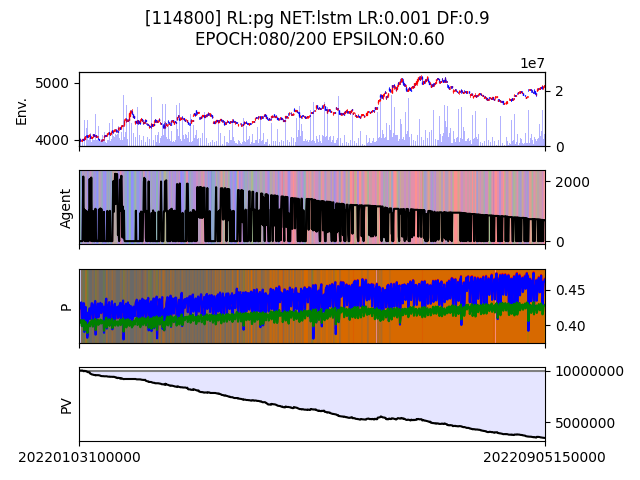 [114800] RL:pg NET:lstm LR:0.001 DF:0.9
EPOCH:080/200 EPSILON:0.60
1e7
5000
4000
Env.
2
0
Agent
2000
0
P
0.45
0.40
PV
10000000
5000000
20220103100000
20220905150000